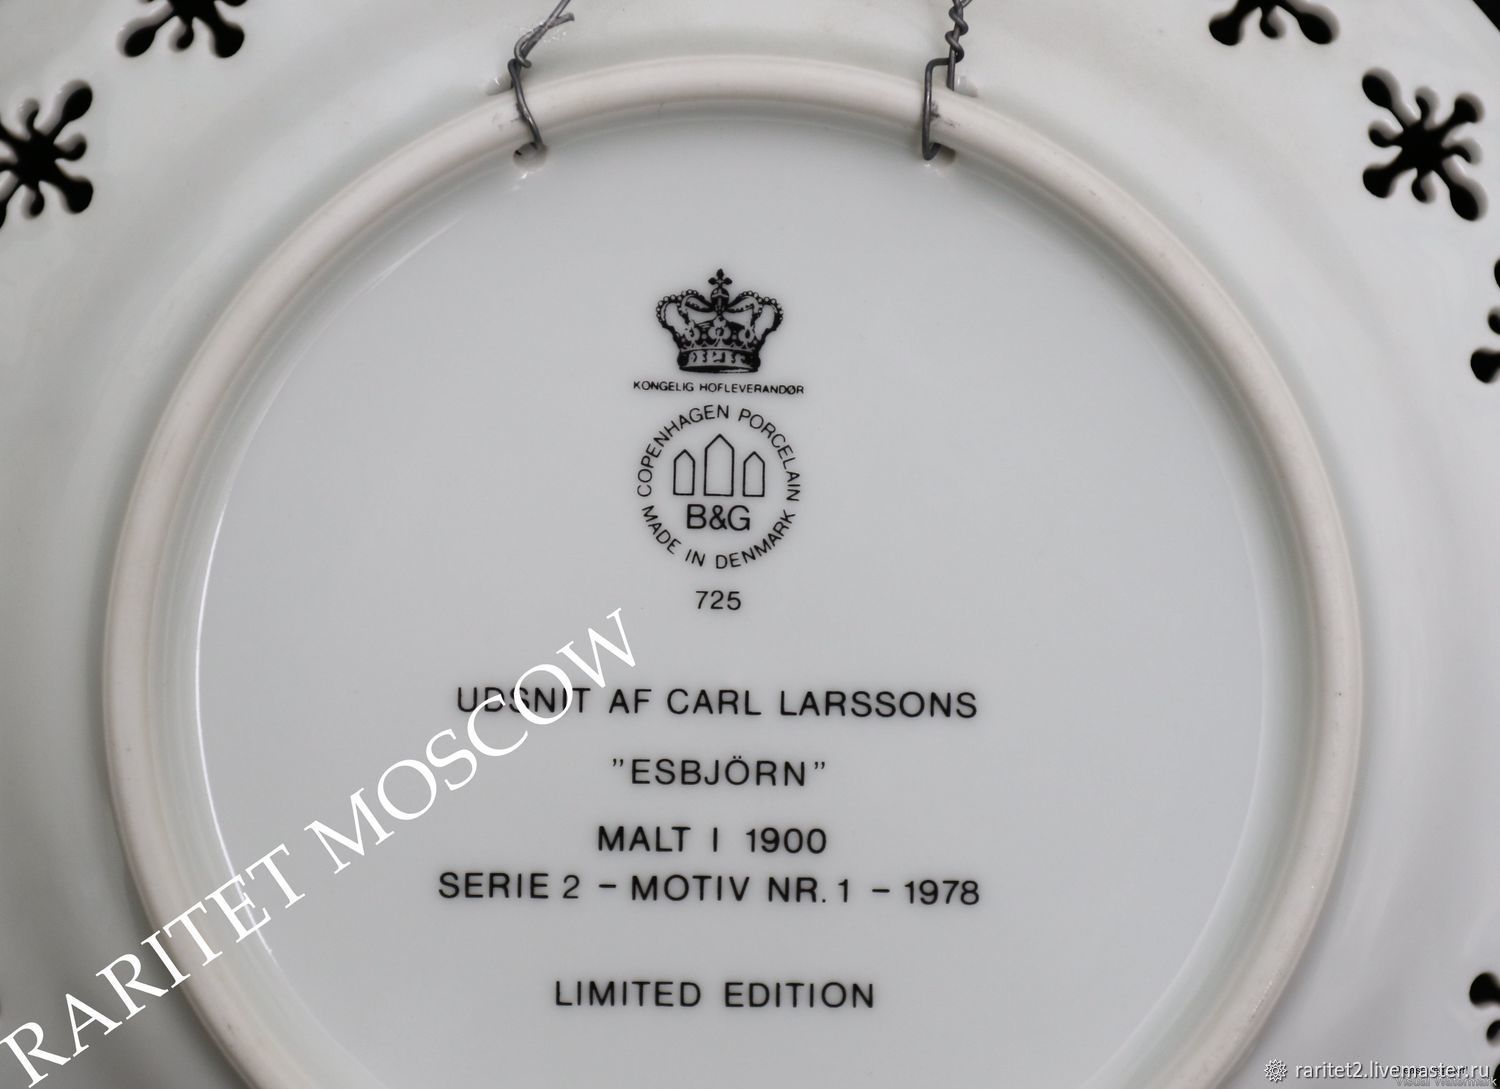 KONGELIG HOFLEVERANDØR
COPENHAGEN PORCELAIN
B&G
MADE IN DENMARK
725
UDSNIT AF CARL LARSSONS
"ESBJÖRN"
MALT I 1900
SERIE 2 - MOTIV NR. 1 - 1978
LIMITED EDITION
RARITET MOSCOW
raritet2.livemaster.ru